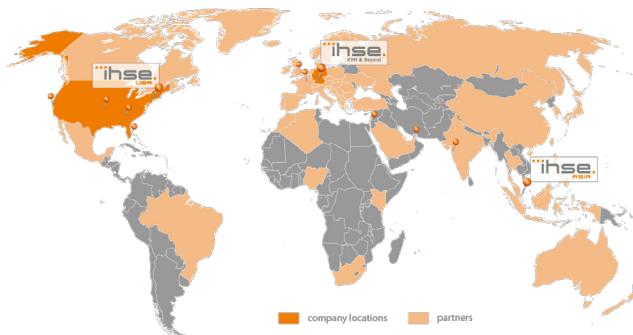 ihse.
USA
ihse.
KVM & Beyond
ihse.
ASIA
company locations
partners